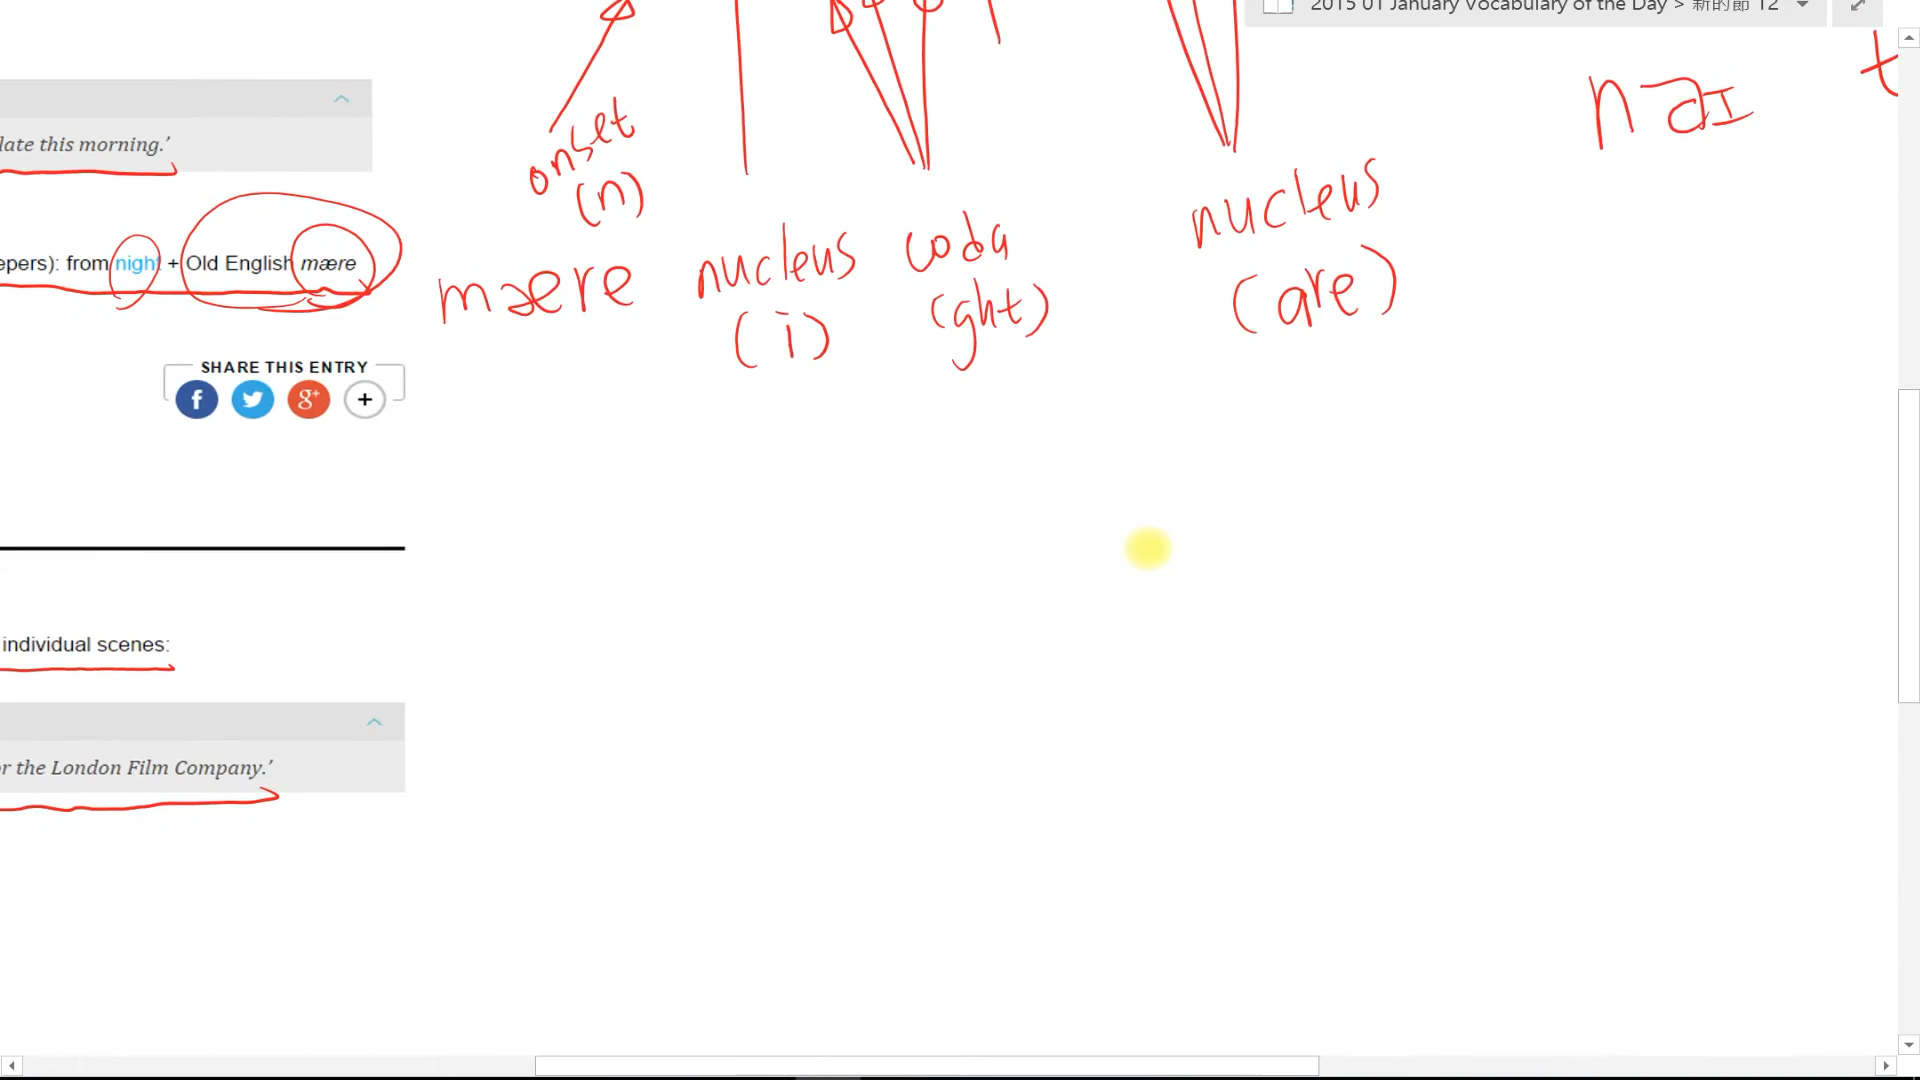 2015 01 January Vocabulary of the Day > 新的節 12
late this morning.’
epers): from night + Old English mære
SHARE THIS ENTRY
f g+ +
individual scenes:
or the London Film Company.’
onset
(n)
mære
nucleus
(i)
coda
(ght)
nucleus
(are)
naɪ
t